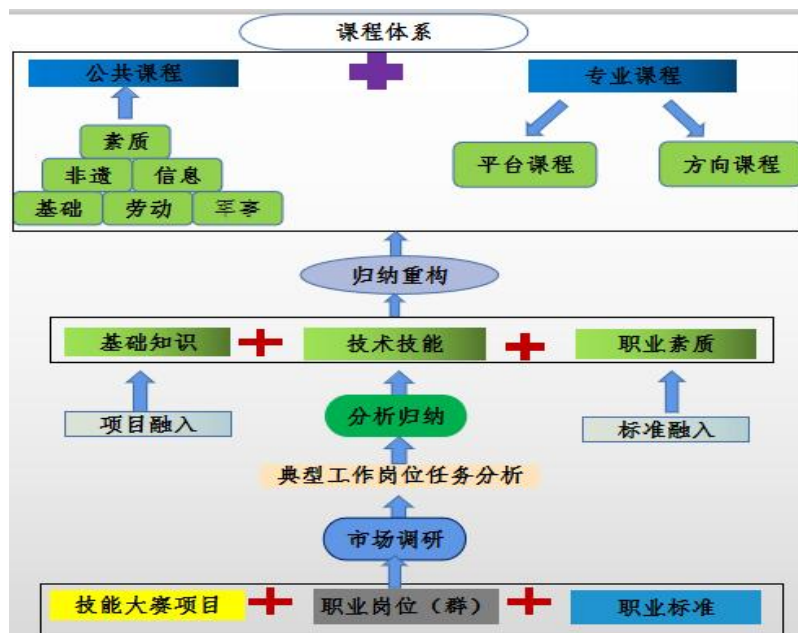 课程体系
公共课程
专业课程
素质
非遗 信息
基础 劳动 军事
平台课程 方向课程
归纳重构
基础知识 技术技能 职业素质
项目融入 分析归纳 标准融入
典型工作岗位任务分析
市场调研
技能大赛项目 职业岗位（群） 职业标准